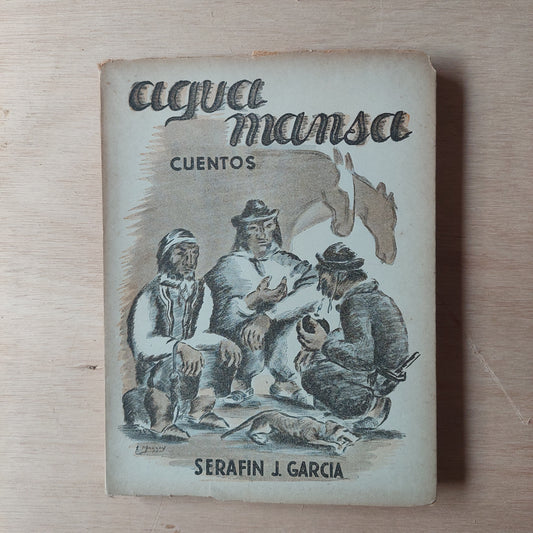 agua
mansa
CUENTOS
SERAFIN J. GARCIA